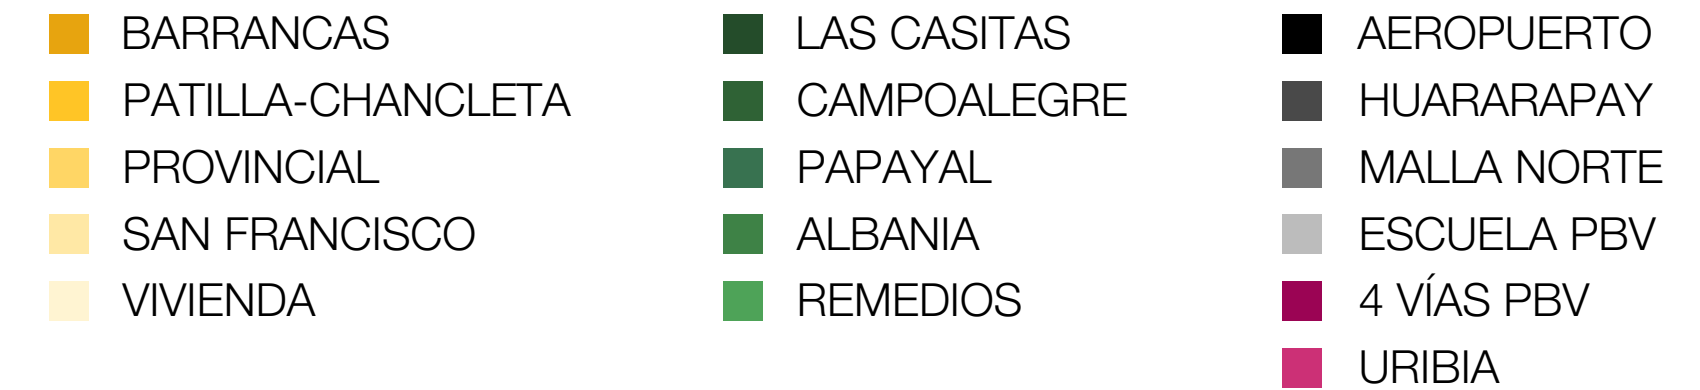 BARRANCAS
PATILLA-CHANCLETA
PROVINCIAL
SAN FRANCISCO
VIVIENDA
LAS CASITAS
CAMPOALEGRE
PAPAYAL
ALBANIA
REMEDIOS
AEROPUERTO
HUARARAPAY
MALLA NORTE
ESCUELA PBV
4 VÍAS PBV
URIBIA